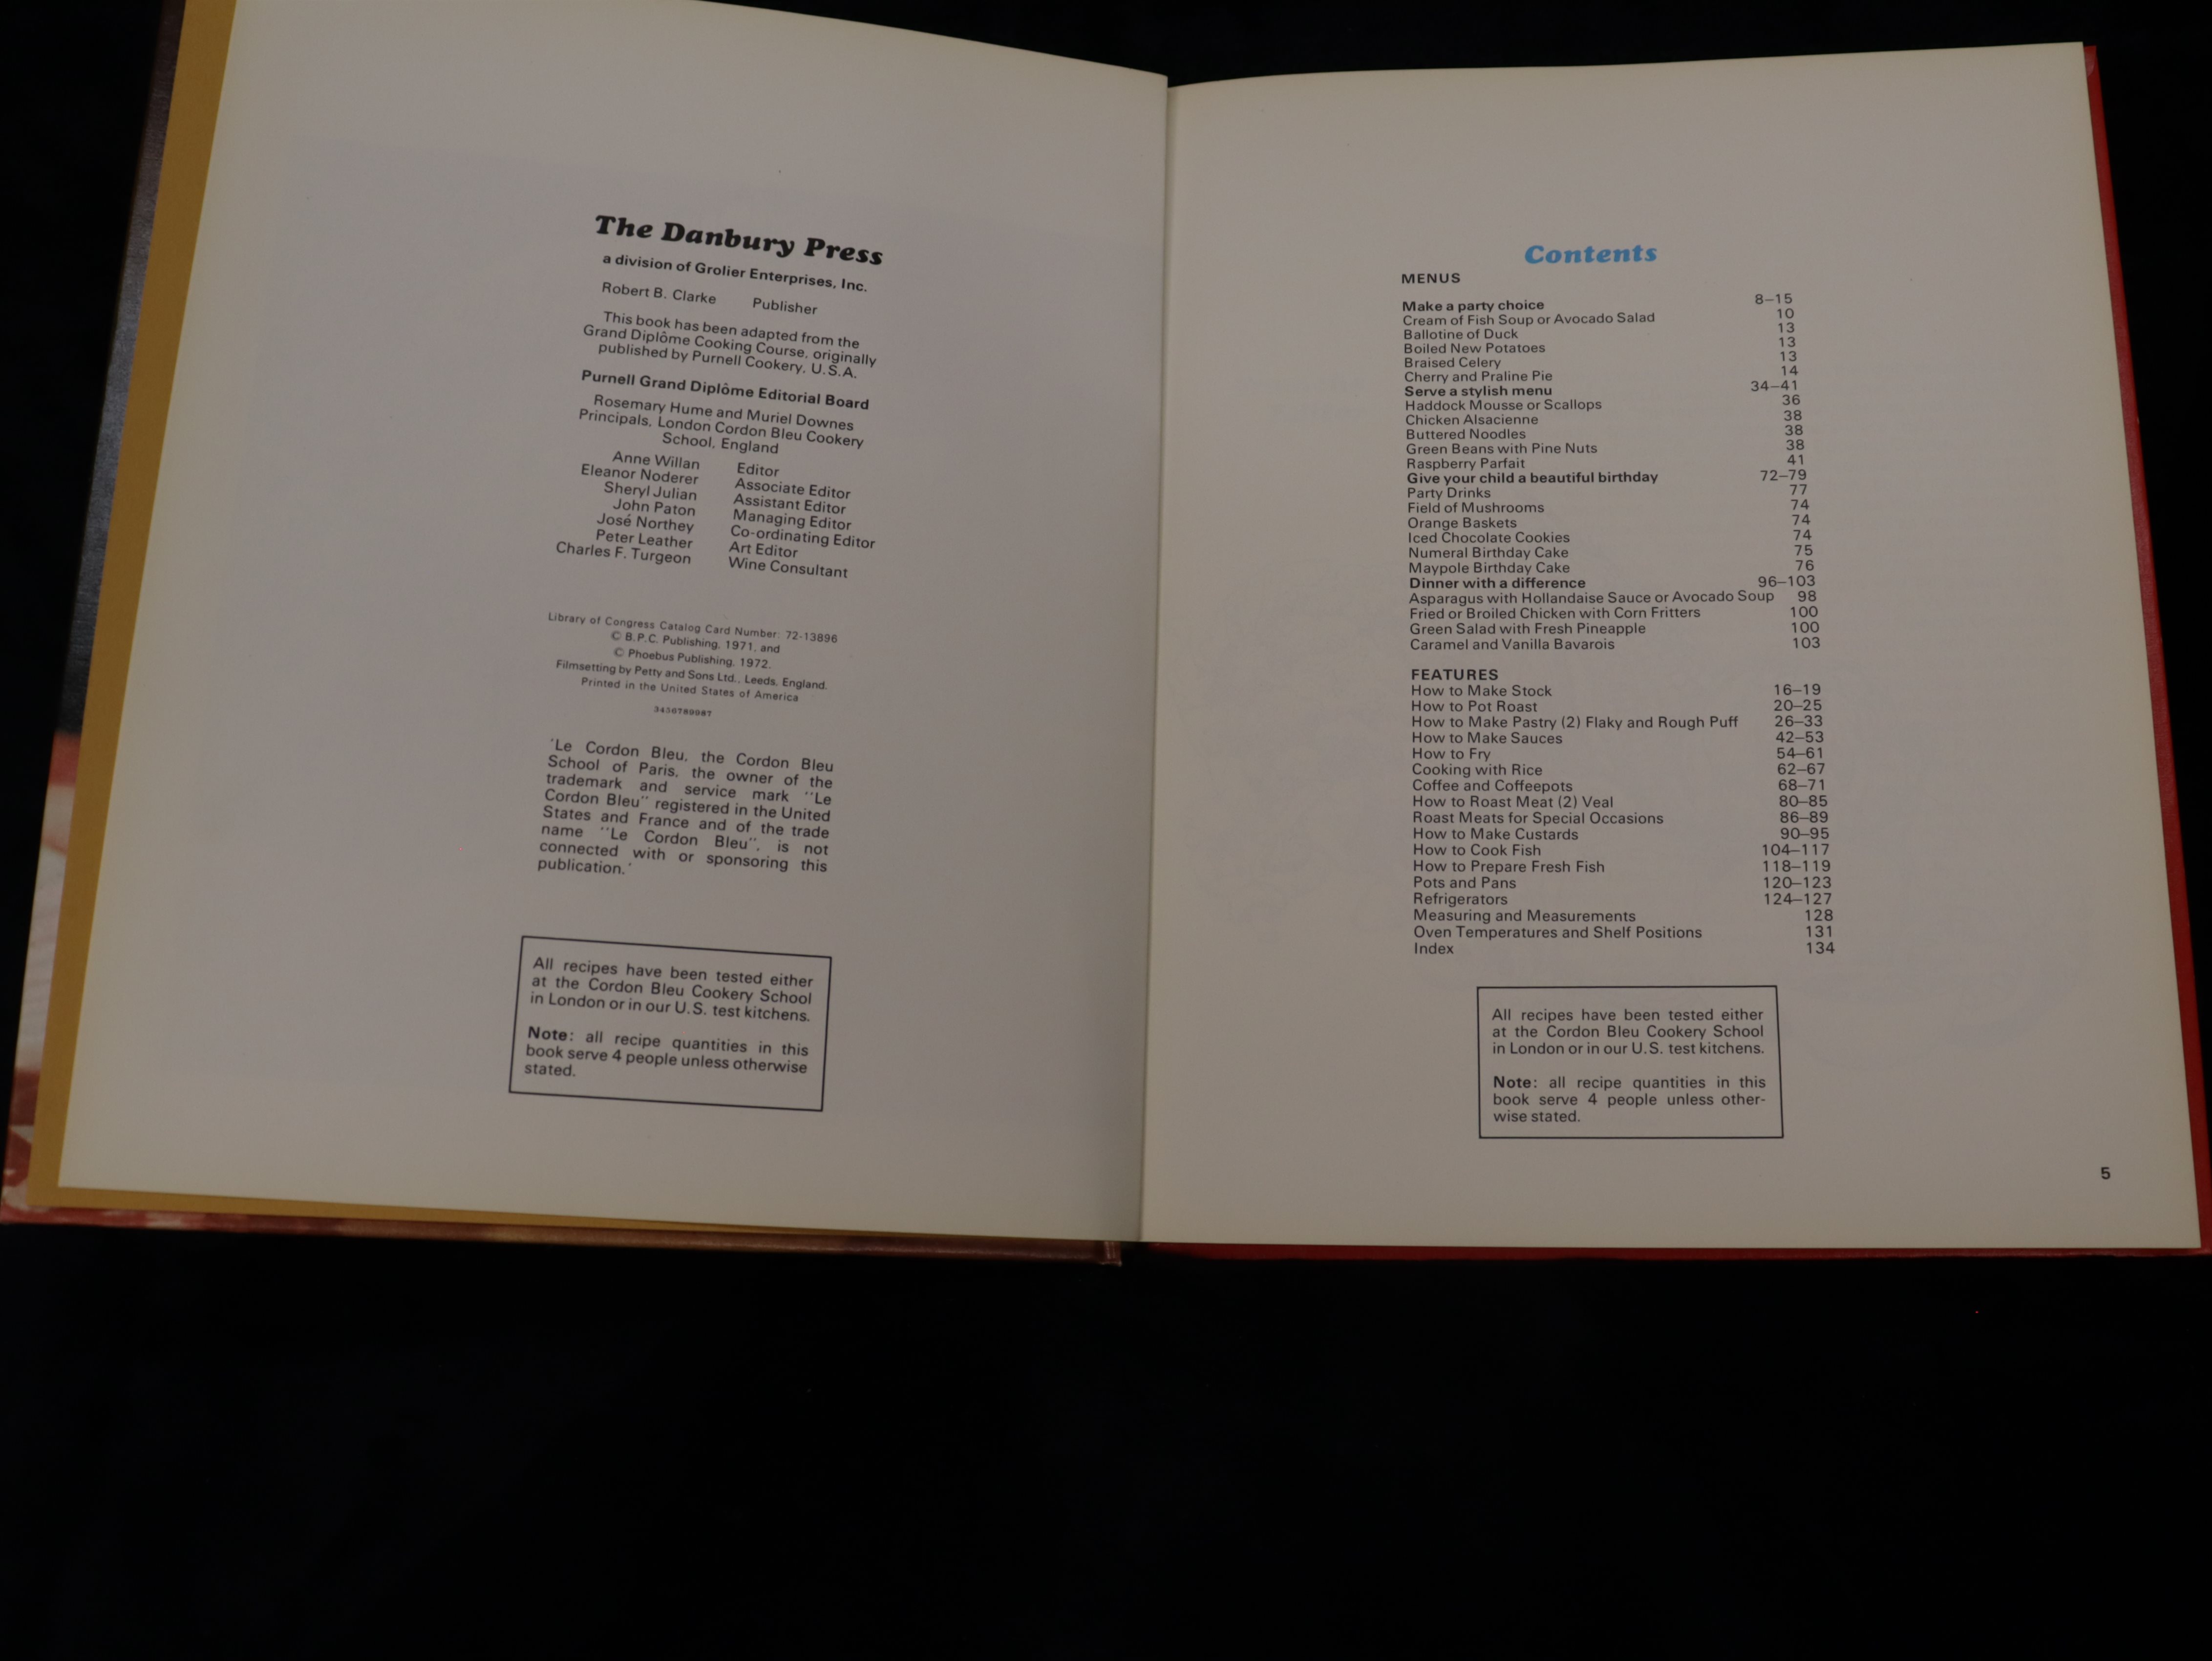 The Danbury Press
a division of Grolier Enterprises, Inc.
Robert B. Clarke Publisher
This book has been adapted from the
Grand Diplôme Cooking Course, originally
published by Purnell Cookery, U.S.A.
Purnell Grand Diplôme Editorial Board
Rosemary Hume and Muriel Downes
Principals, London Cordon Bleu Cookery
School, England
Anne Willan Editor
Eleanor Noderer Associate Editor
Sheryl Julian Assistant Editor
John Paton Managing Editor
José Northey Co-ordinating Editor
Peter Leather Art Editor
Charles F. Turgeon Wine Consultant
Library of Congress Catalog Card Number: 72-13896
© B.P.C. Publishing, 1971, and
© Phoebus Publishing, 1972.
Filmsetting by Petty and Sons Ltd., Leeds, England.
Printed in the United States of America
3456789987
'Le Cordon Bleu, the Cordon Bleu
School of Paris, the owner of the
trademark and service mark "Le
Cordon Bleu" registered in the United
States and France and of the trade
name "Le Cordon Bleu", is not
connected with or sponsoring this
publication.'
All recipes have been tested either
at the Cordon Bleu Cookery School
in London or in our U.S. test kitchens.
Note: all recipe quantities in this
book serve 4 people unless otherwise
stated.
Contents
MENUS
Make a party choice 8–15
Cream of Fish Soup or Avocado Salad 10
Ballotine of Duck 13
Boiled New Potatoes 13
Braised Celery 13
Cherry and Praline Pie 14
Serve a stylish menu 34–41
Haddock Mousse or Scallops 36
Chicken Alsacienne 38
Buttered Noodles 38
Green Beans with Pine Nuts 38
Raspberry Parfait 41
Give your child a beautiful birthday 72–79
Party Drinks 77
Field of Mushrooms 74
Orange Baskets 74
Iced Chocolate Cookies 74
Numeral Birthday Cake 75
Maypole Birthday Cake 76
Dinner with a difference 96–103
Asparagus with Hollandaise Sauce or Avocado Soup 98
Fried or Broiled Chicken with Corn Fritters 100
Green Salad with Fresh Pineapple 100
Caramel and Vanilla Bavarois 103
FEATURES
How to Make Stock 16–19
How to Pot Roast 20–25
How to Make Pastry (2) Flaky and Rough Puff 26–33
How to Make Sauces 42–53
How to Fry 54–61
Cooking with Rice 62–67
Coffee and Coffeepots 68–71
How to Roast Meat (2) Veal 80–85
Roast Meats for Special Occasions 86–89
How to Make Custards 90–95
How to Cook Fish 104–117
How to Prepare Fresh Fish 118–119
Pots and Pans 120–123
Refrigerators 124–127
Measuring and Measurements 128
Oven Temperatures and Shelf Positions 131
Index 134
All recipes have been tested either
at the Cordon Bleu Cookery School
in London or in our U.S. test kitchens.
Note: all recipe quantities in this
book serve 4 people unless other-
wise stated.
5